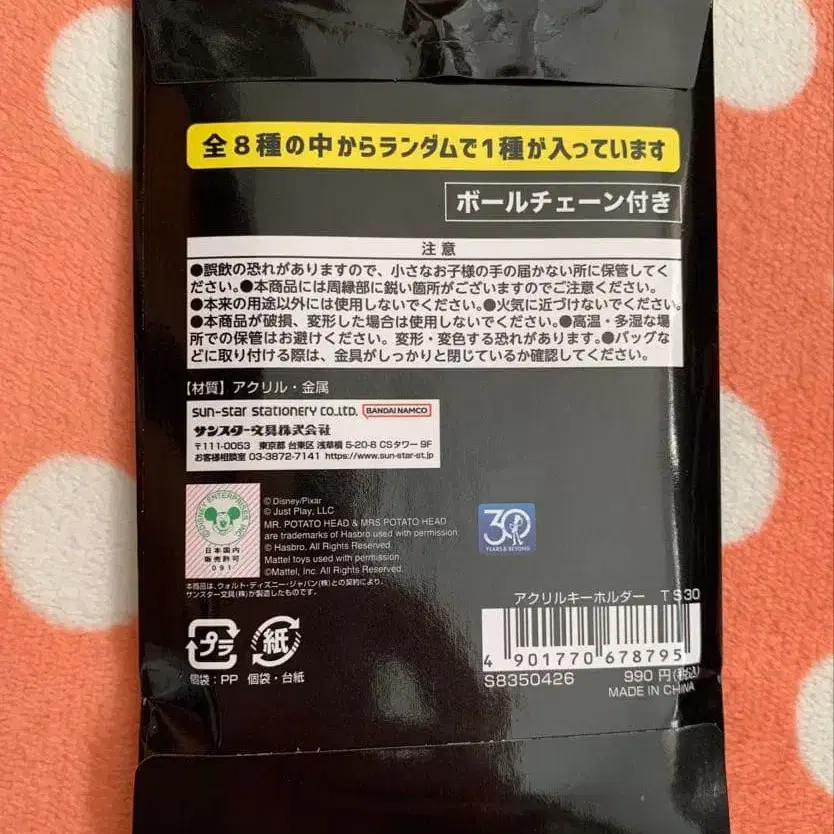 全8種の中からランダムで1種が入っています
ボールチェーン付き
注意
●誤飲の恐れがありますので、小さなお子様の手の届かない所に保管してく
ださい。●本商品には周縁部に鋭い箇所がございますのでご注意ください。
●本来の用途以外には使用しないでください。●火気に近づけないでください。
●本商品が破損、変形した場合は使用しないでください。●高温・多湿な場
所での保管はお避けください。変形・変色する恐れがあります。●バッグな
どに取り付ける際は、金具がしっかりと閉じているか確認してください。
【材質】アクリル・金属
sun-star stationery co.,ltd. BANDAI NAMCO
サンスター文具株式会社
〒111-0053 東京都 台東区 浅草橋 5-20-8 CSタワー 9F
お客様相談室 03-3872-7141 https://www.sun-star-st.jp
©DISNEY ENTERPRISES, INC.
日本国内
販売許可
091
©Disney/Pixar
© Just Play, LLC
MR. POTATO HEAD & MRS POTATO HEAD
are trademarks of Hasbro used with permission.
© Hasbro. All Rights Reserved.
Mattel toys used with permission.
©Mattel, Inc. All Rights Reserved.
30
YEARS & BEYOND
本商品は、ウォルト・ディズニー・ジャパン(株)との契約により、
サンスター文具(株)が製造したものです。
アクリルキーホルダー TS30
4 901770 678795
S8350426 990円(税込)
MADE IN CHINA
プラ 紙
個袋：PP 個袋・台紙